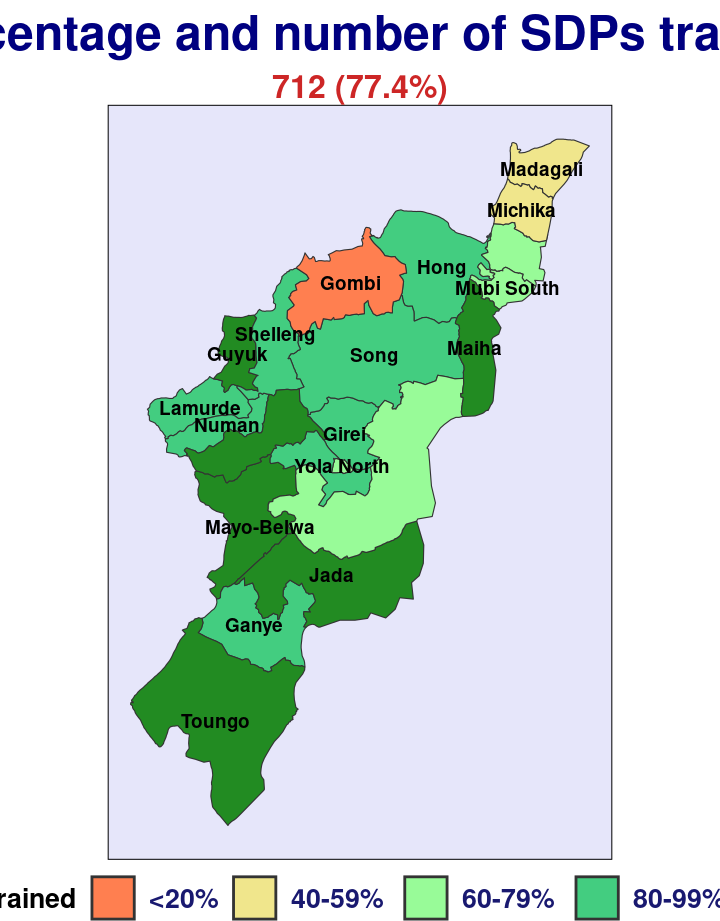 centage and number of SDPs tra
712 (77.4%)
Madagali
Michika
Hong
Gombi
Mubi South
Shelleng
Guyuk
Song
Maiha
Lamurde
Numan
Girei
Yola North
Mayo-Belwa
Jada
Ganye
Toungo
rained <20% 40-59% 60-79% 80-99%